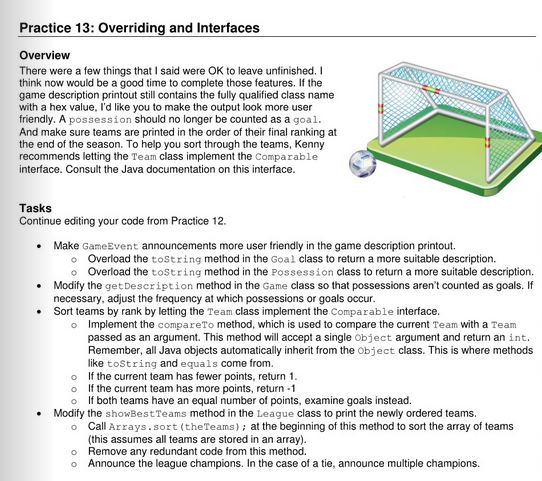 Practice 13: Overriding and Interfaces
Overview
There were a few things that I said were OK to leave unfinished. I
think now would be a good time to complete those features. If the
game description printout still contains the fully qualified class name
with a hex value, I'd like you to make the output look more user
friendly. A possession should no longer be counted as a goal.
And make sure teams are printed in the order of their final ranking at
the end of the season. To help you sort through the teams, Kenny
recommends letting the Team class implement the Comparable
interface. Consult the Java documentation on this interface.
Tasks
Continue editing your code from Practice 12.
• Make GameEvent announcements more user friendly in the game description printout.
o Overload the toString method in the Goal class to return a more suitable description.
o Overload the toString method in the Possession class to return a more suitable description.
• Modify the getDescription method in the Game class so that possessions aren't counted as goals. If
necessary, adjust the frequency at which possessions or goals occur.
• Sort teams by rank by letting the Team class implement the Comparable interface.
o Implement the compareTo method, which is used to compare the current Team with a Team
passed as an argument. This method will accept a single Object argument and return an int.
Remember, all Java objects automatically inherit from the Object class. This is where methods
like toString and equals come from.
o If the current team has fewer points, return 1.
o If the current team has more points, return -1
o If both teams have an equal number of points, examine goals instead.
• Modify the showBestTeams method in the League class to print the newly ordered teams.
o Call Arrays.sort(theTeams); at the beginning of this method to sort the array of teams
(this assumes all teams are stored in an array).
o Remove any redundant code from this method.
o Announce the league champions. In the case of a tie, announce multiple champions.